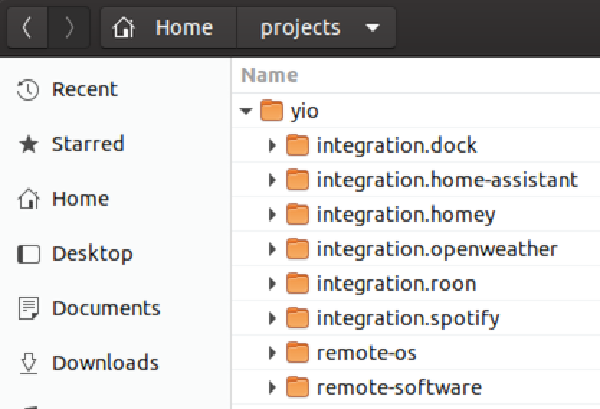 Home projects
Name
Recent
Starred
Home
Desktop
Documents
Downloads
yio
integration.dock
integration.home-assistant
integration.homey
integration.openweather
integration.roon
integration.spotify
remote-os
remote-software